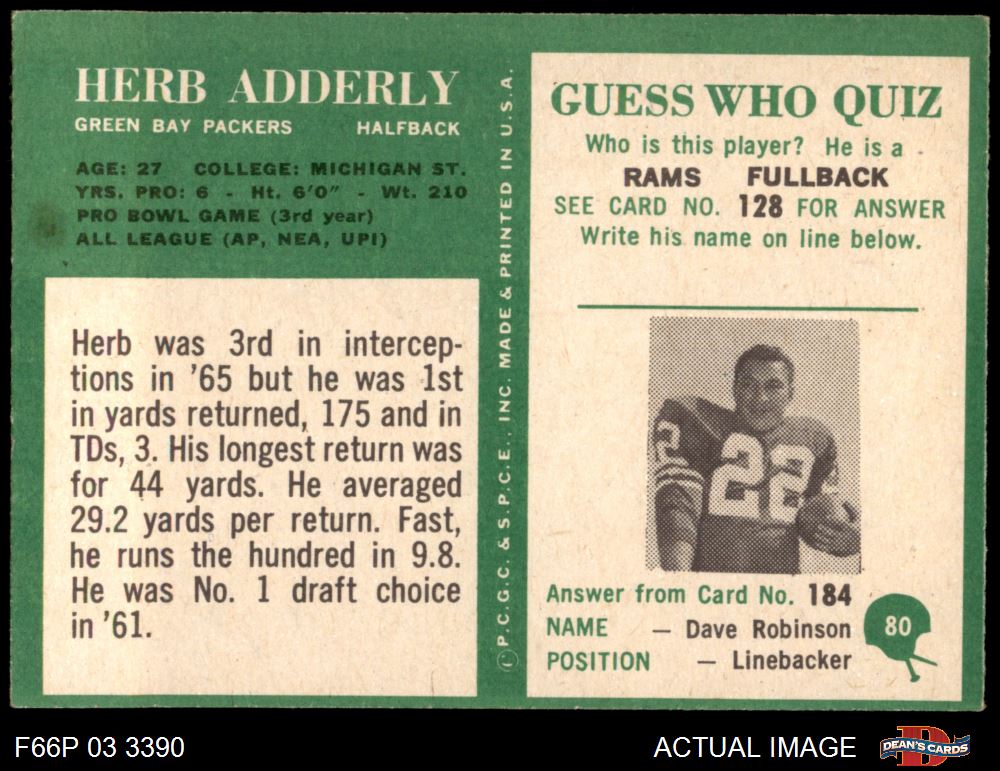 HERB ADDERLY
GREEN BAY PACKERS HALFBACK
AGE: 27 COLLEGE: MICHIGAN ST.
YRS. PRO: 6 - Ht. 6'0" - Wt. 210
PRO BOWL GAME (3rd year)
ALL LEAGUE (AP, NEA, UPI)
Herb was 3rd in intercep-
tions in '65 but he was 1st
in yards returned, 175 and in
TDs, 3. His longest return was
for 44 yards. He averaged
29.2 yards per return. Fast,
he runs the hundred in 9.8.
He was No. 1 draft choice
in '61.
©P.C.G.C. & S.P.C.E., INC. MADE & PRINTED IN U.S.A.
GUESS WHO QUIZ
Who is this player? He is a
RAMS FULLBACK
SEE CARD NO. 128 FOR ANSWER
Write his name on line below.
2
22
Answer from Card No. 184
NAME — Dave Robinson
POSITION — Linebacker
80
F66P 03 3390
ACTUAL IMAGE
DEAN'S CARDS